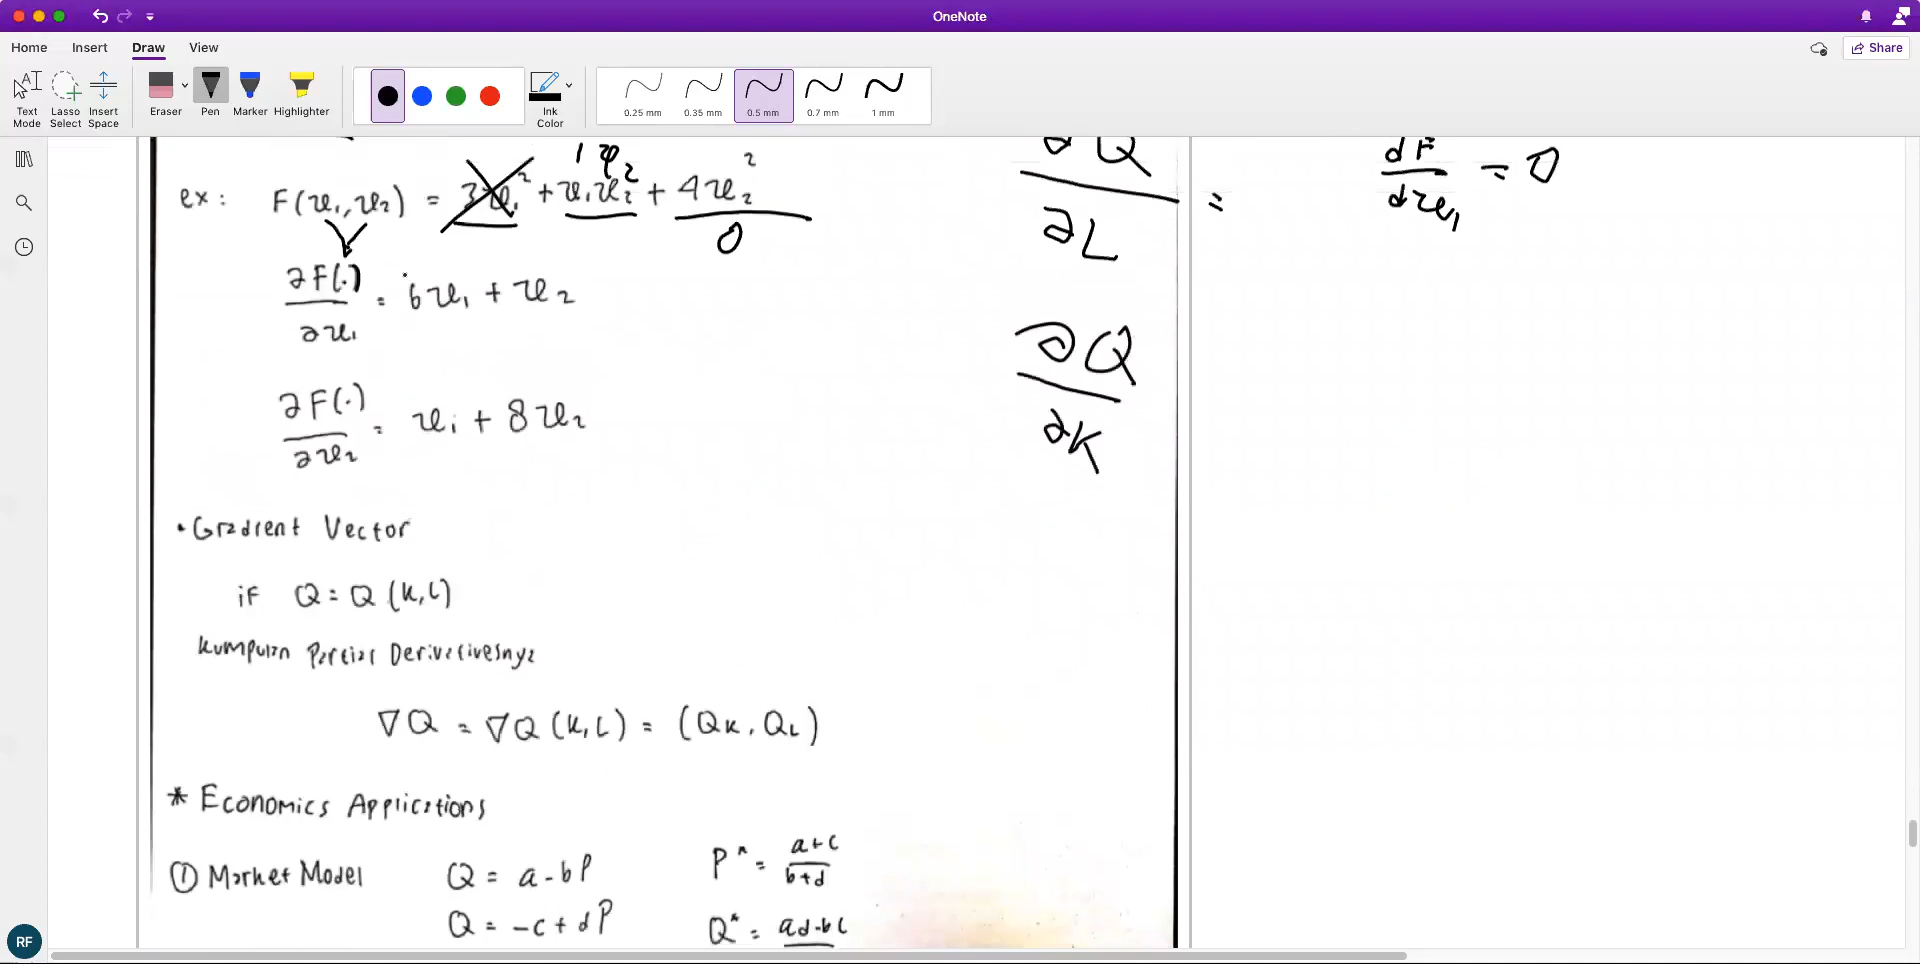 OneNote
Home Insert Draw View
Share
Text Mode
Lasso Select
Insert Space
Eraser
Pen
Marker
Highlighter
Ink Color
0.25 mm
0.35 mm
0.5 mm
0.7 mm
1 mm
ex: F(x₁,x₂) = 3x₁² + x₁x₂ + 4x₂²
0
∂F(.)/∂x₁ = 6x₁ + x₂
∂F(.)/∂x₂ = x₁ + 8x₂
∂Q/∂L =
∂Q/∂K
dF/dx₁ = 0
• Gradient Vector
if Q = Q (K,L)
kumpulan Partial Derivativesnya
∇Q = ∇Q (K,L) = (QK, QL)
* Economics Applications
① Market Model Q = a - bP P* = a+c/b+d
Q = -c + dP Q* = ad-bc
RF